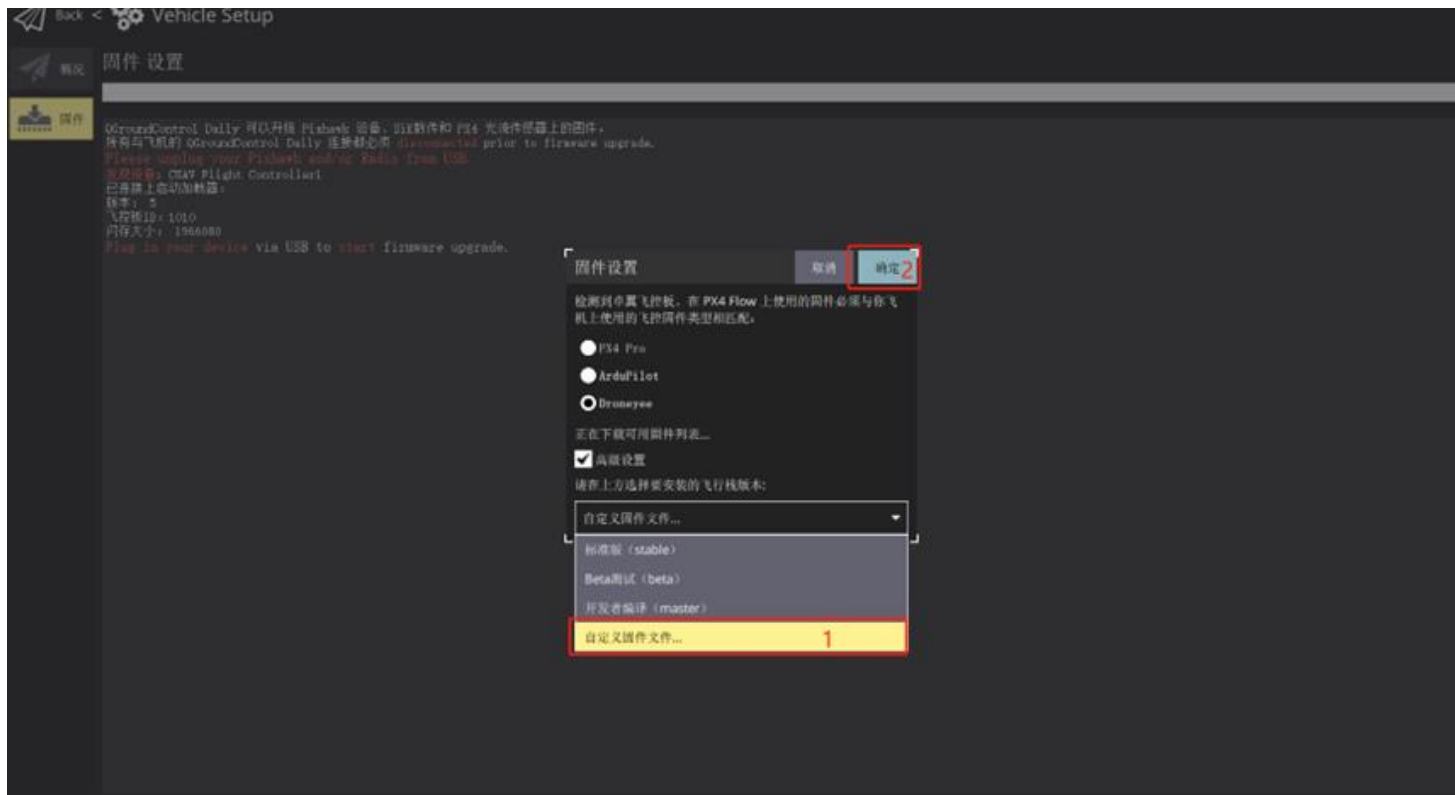 Back < Vehicle Setup
概况
固件 设置
固件
QGroundControl Daily 可以升级 Pixhawk 设备、SiK数传和 PX4 光流传感器上的固件。
所有与飞机的 QGroundControl Daily 连接都必须 disconnected prior to firmware upgrade.
Please unplug your Pixhawk and/or Radio from USB
发现设备: CUAV Flight Controller1
已连接上启动加载器:
版本: 5
飞控板ID: 1010
闪存大小: 1966080
Plug in your device via USB to start firmware upgrade.
固件设置
取消
确定
2
检测到卓翼飞控板。在 PX4 Flow 上使用的固件必须与你飞
机上使用的飞控固件类型相匹配。
PX4 Pro
ArduPilot
Droneyee
正在下载可用固件列表...
高级设置
请在上方选择要安装的飞行栈版本:
自定义固件文件...
标准版（stable）
Beta测试（beta）
开发者编译（master）
自定义固件文件...
1